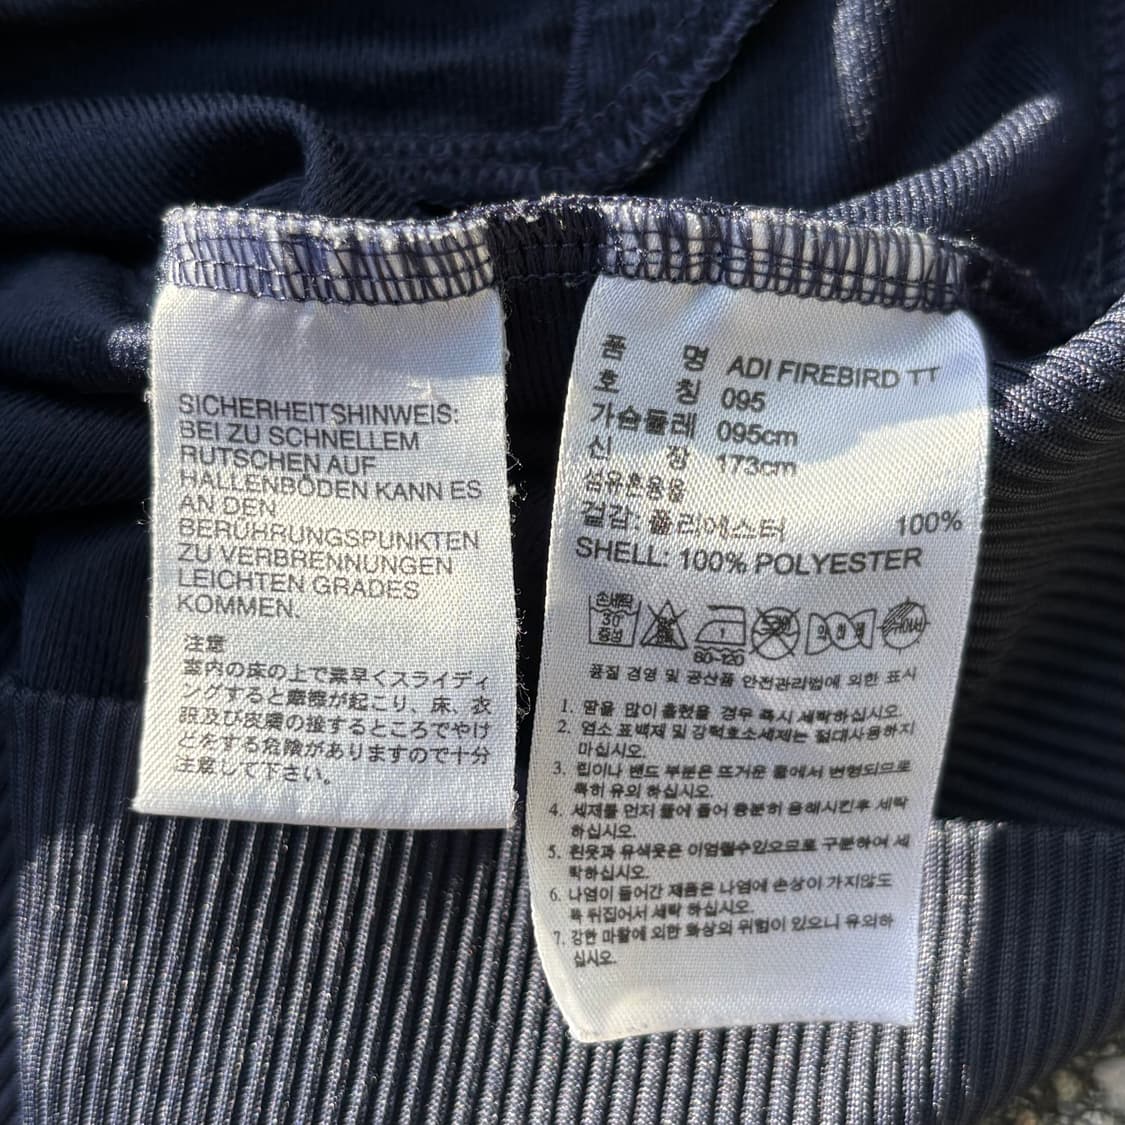 SICHERHEITSHINWEIS:
BEI ZU SCHNELLEM
RUTSCHEN AUF
HALLENBÖDEN KANN ES
AN DEN
BERÜHRUNGSPUNKTEN
ZU VERBRENNUNGEN
LEICHTEN GRADES
KOMMEN.
注意
室内の床の上で素早くスライディ
ングすると摩擦が起こり、床、衣
服及び皮膚の接するところでやけ
どをする危険がありますので十分
注意して下さい。
품 명 ADI FIREBIRD TT
호 칭 095
가슴둘레 095cm
신 장 173cm
섬유혼용율
겉감: 폴리에스터 100%
SHELL: 100% POLYESTER
손세탁
30°
중성
1
80-120
품질 경영 및 공산품 안전관리법에 의한 표시
1. 땀을 많이 흘렸을 경우 즉시 세탁하십시오.
2. 염소 표백제 및 강력효소세제는 절대사용하지
마십시오.
3. 립이나 밴드 부분은 뜨거운 물에서 변형되므로
특히 유의 하십시오.
4. 세제를 먼저 물에 풀어 충분히 용해시킨후 세탁
하십시오.
5. 흰옷과 유색옷은 이염될수있으므로 구분하여 세
탁하십시오.
6. 나염이 들어간 제품은 나염에 손상이 가지않도
록 뒤집어서 세탁 하십시오.
7. 강한 마찰에 의한 화상의 위험이 있으니 유의하
십시오.